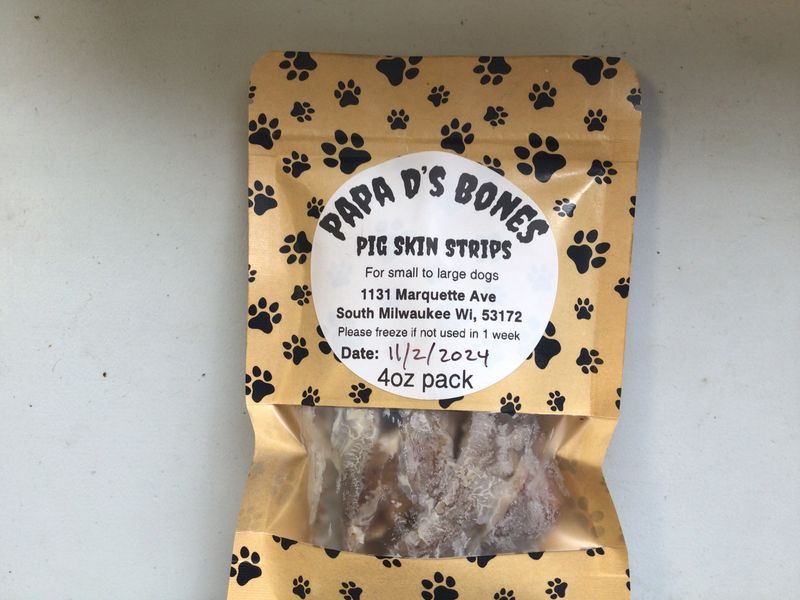 PAPA D'S BONES
PIG SKIN STRIPS
For small to large dogs
1131 Marquette Ave
South Milwaukee Wi, 53172
Please freeze if not used in 1 week
Date: 11/2/2024
4oz pack